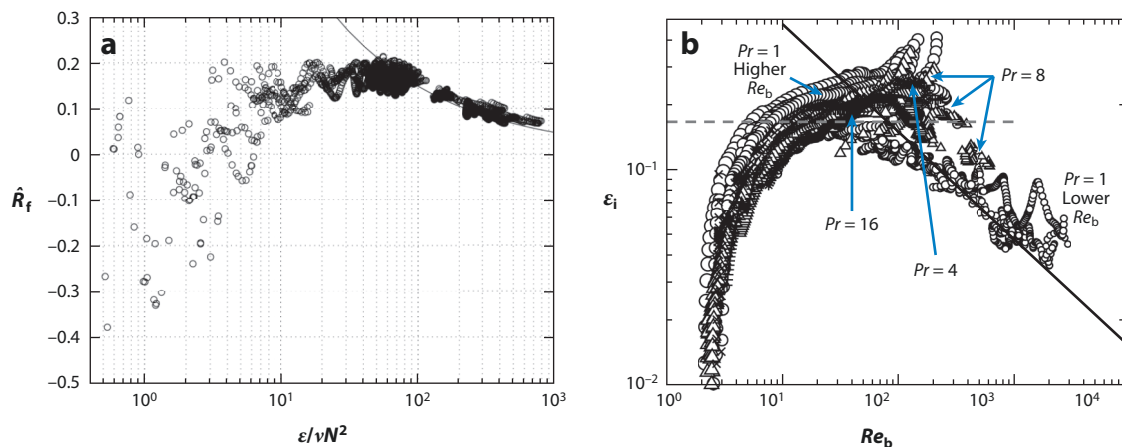 a
0.3
0.2
0.1
0
−0.1
−0.2
−0.3
−0.4
−0.5
R̂f
10⁰
10¹
10²
10³
ε/νN²
b
10⁻¹
10⁻²
εi
Pr = 1
Higher
Reb
Pr = 8
Pr = 16
Pr = 4
Pr = 1
Lower
Reb
10⁰
10¹
10²
10³
10⁴
Reb